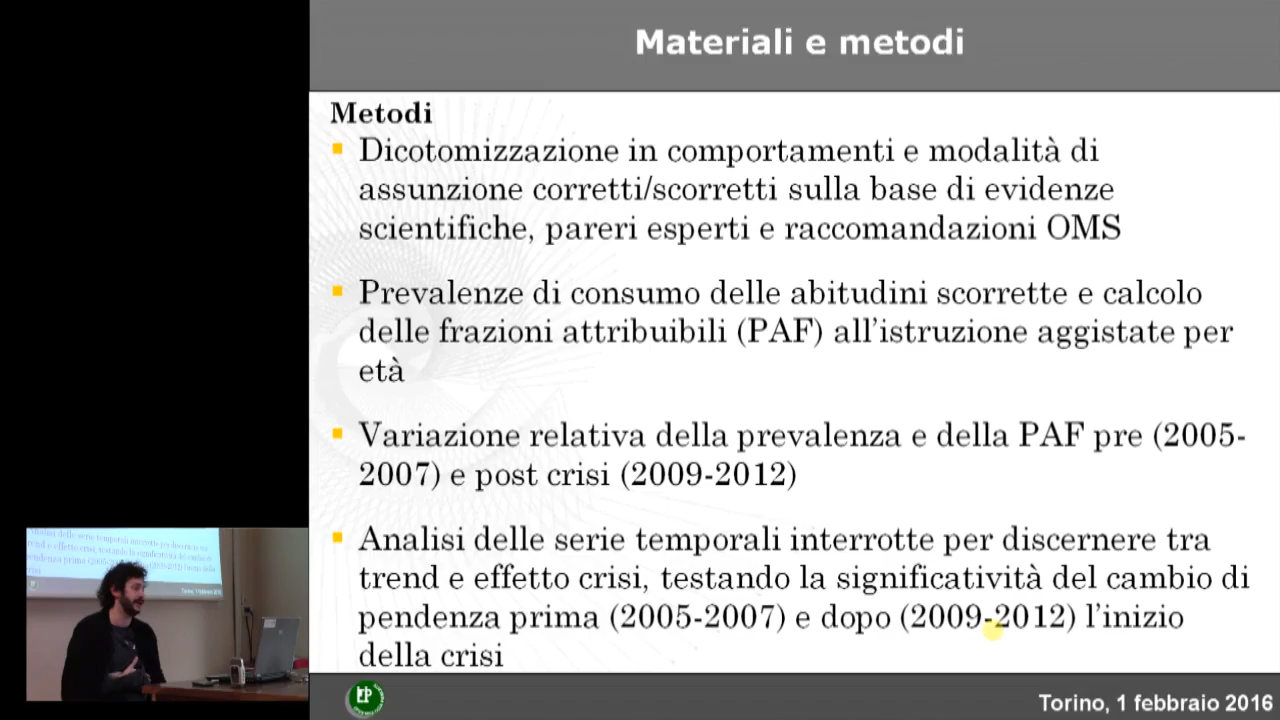 Materiali e metodi
Metodi
Dicotomizzazione in comportamenti e modalità di
assunzione corretti/scorretti sulla base di evidenze
scientifiche, pareri esperti e raccomandazioni OMS
Prevalenze di consumo delle abitudini scorrette e calcolo
delle frazioni attribuibili (PAF) all'istruzione aggistate per
età
Variazione relativa della prevalenza e della PAF pre (2005-
2007) e post crisi (2009-2012)
Analisi delle serie temporali interrotte per discernere tra
trend e effetto crisi, testando la significatività del cambio di
pendenza prima (2005-2007) e dopo (2009-2012) l'inizio
della crisi
Torino, 1 febbraio 2016